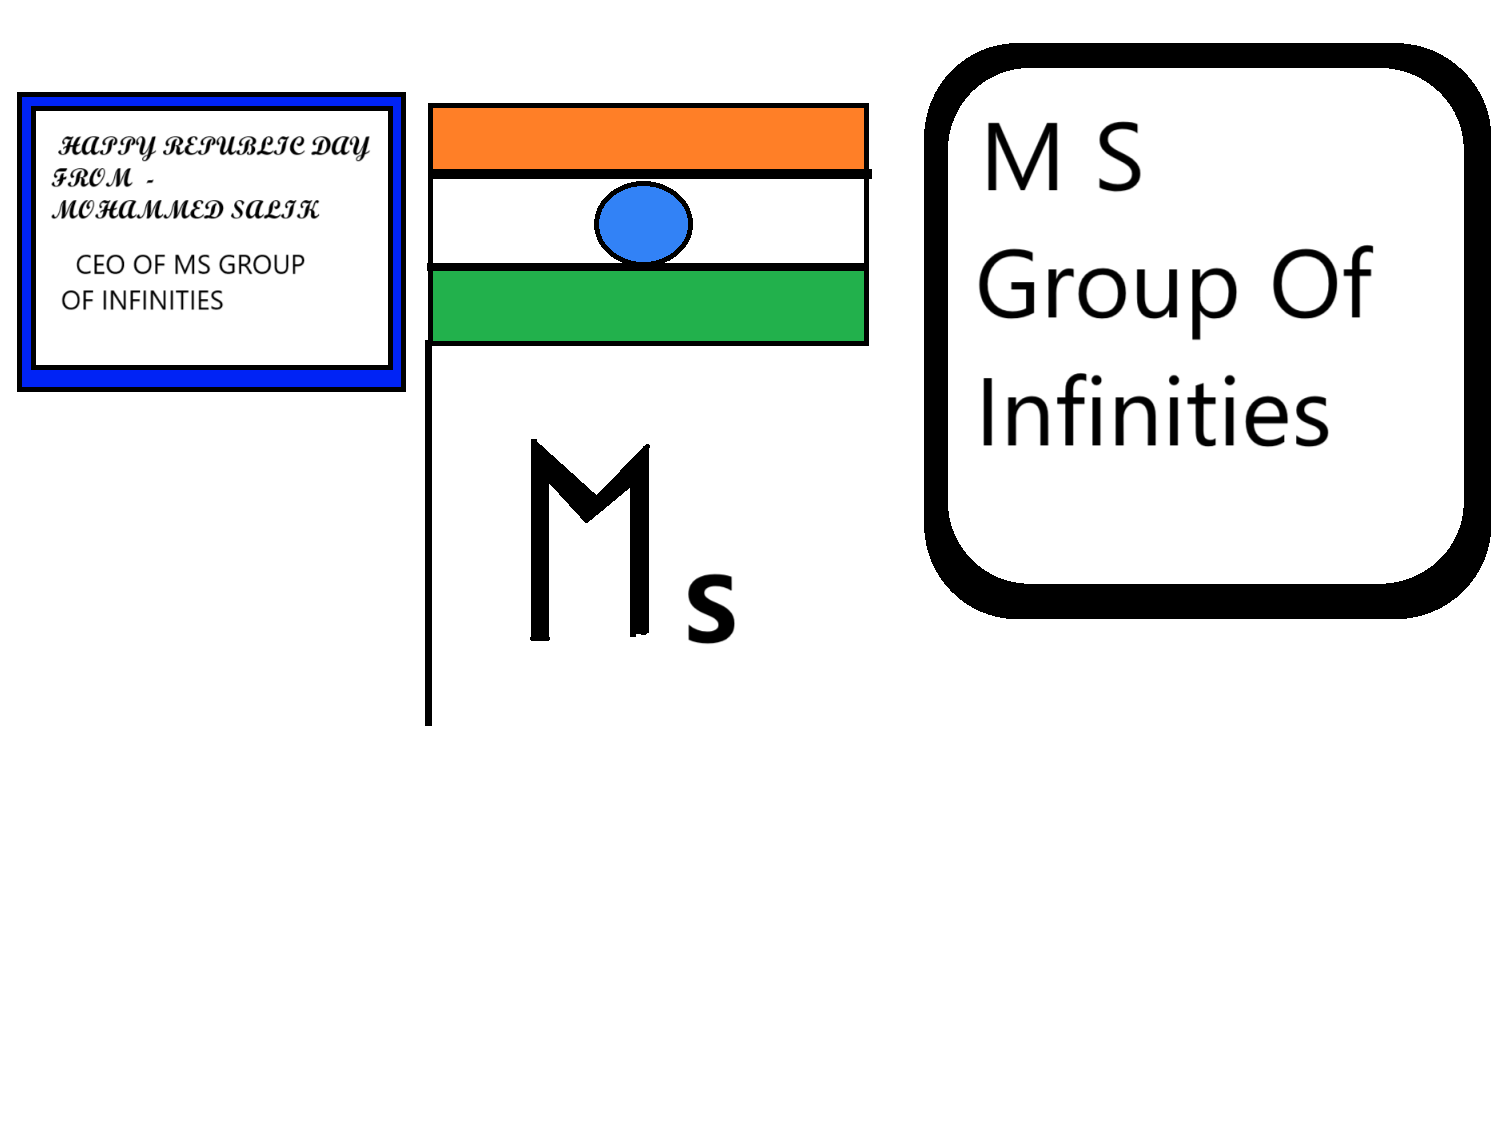 HAPPY REPUBLIC DAY
FROM -
MOHAMMED SALIK
CEO OF MS GROUP
OF INFINITIES
Ms
M S
Group Of
Infinities